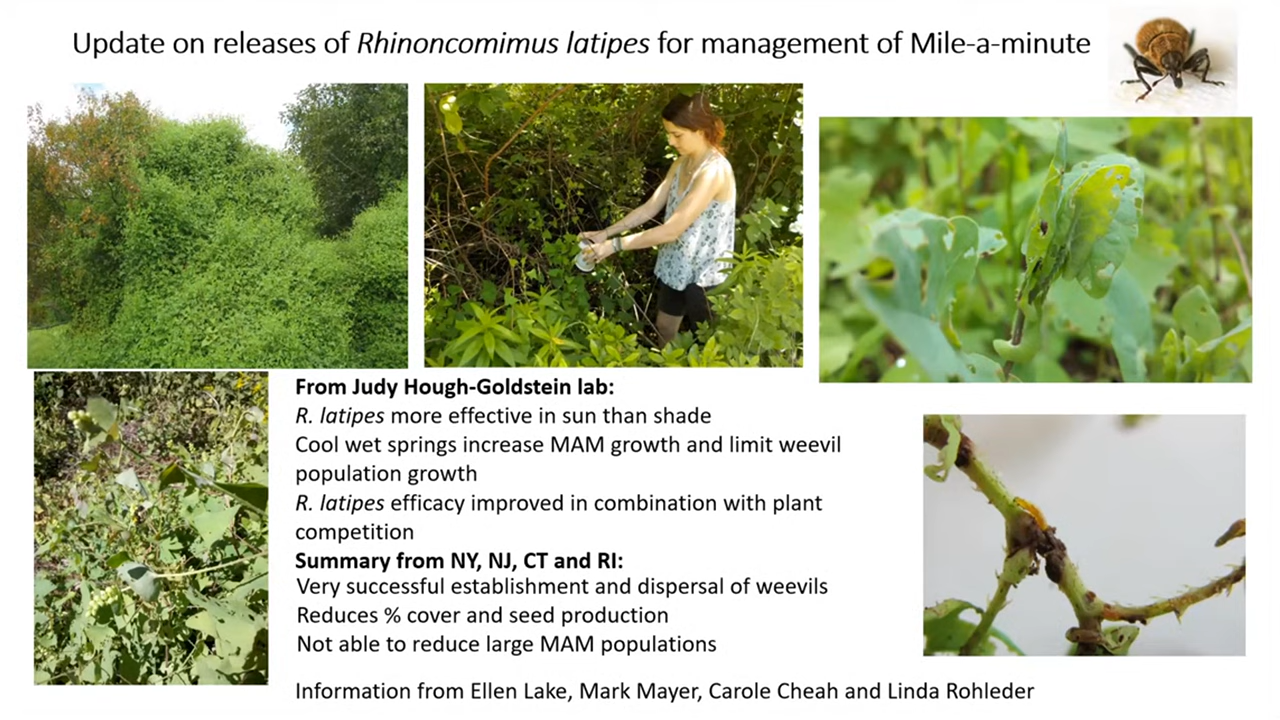 Update on releases of Rhinoncomimus latipes for management of Mile-a-minute
From Judy Hough-Goldstein lab:
R. latipes more effective in sun than shade
Cool wet springs increase MAM growth and limit weevil
population growth
R. latipes efficacy improved in combination with plant
competition
Summary from NY, NJ, CT and RI:
Very successful establishment and dispersal of weevils
Reduces % cover and seed production
Not able to reduce large MAM populations
Information from Ellen Lake, Mark Mayer, Carole Cheah and Linda Rohleder